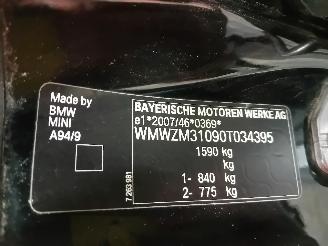 Made by
BMW
MINI
A94/9
BAYERISCHE MOTOREN WERKE AG
e1*2007/46*0369*
WMWZM31090T034395
1590 kg
kg
1- 840 kg
2- 775 kg
7 263 981